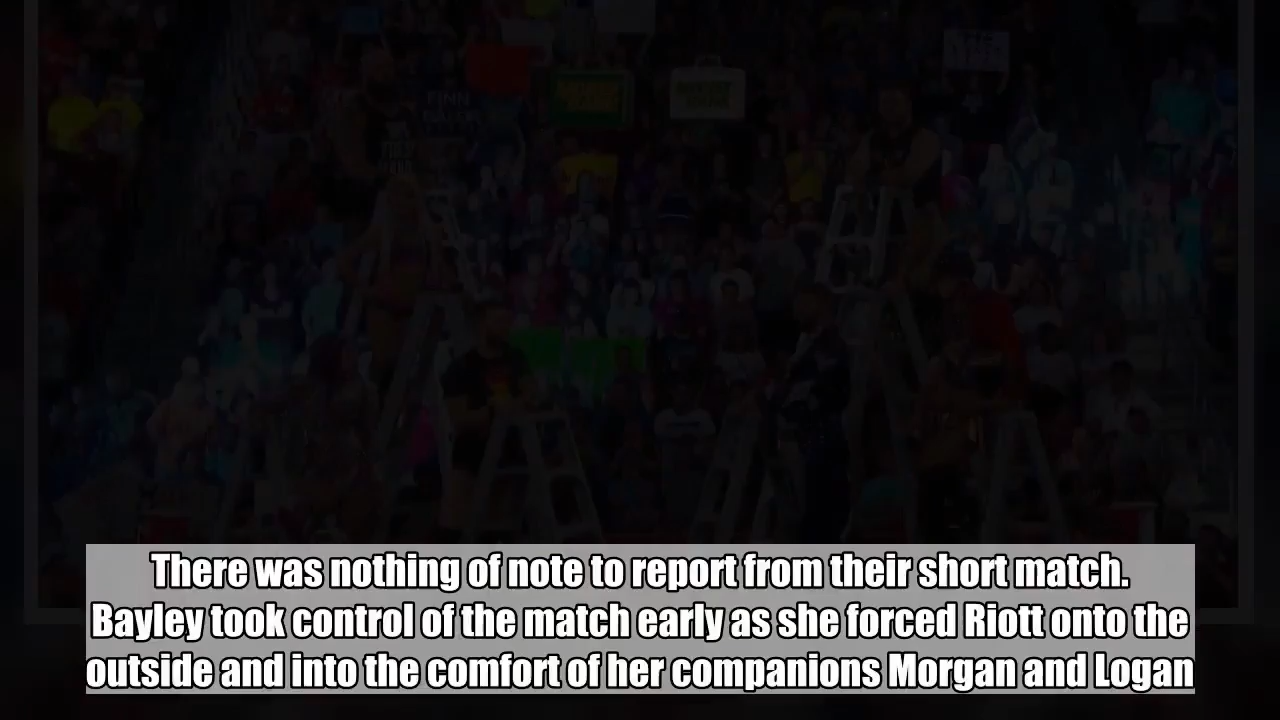 FINN
There was nothing of note to report from their short match.
Bayley took control of the match early as she forced Riott onto the
outside and into the comfort of her companions Morgan and Logan